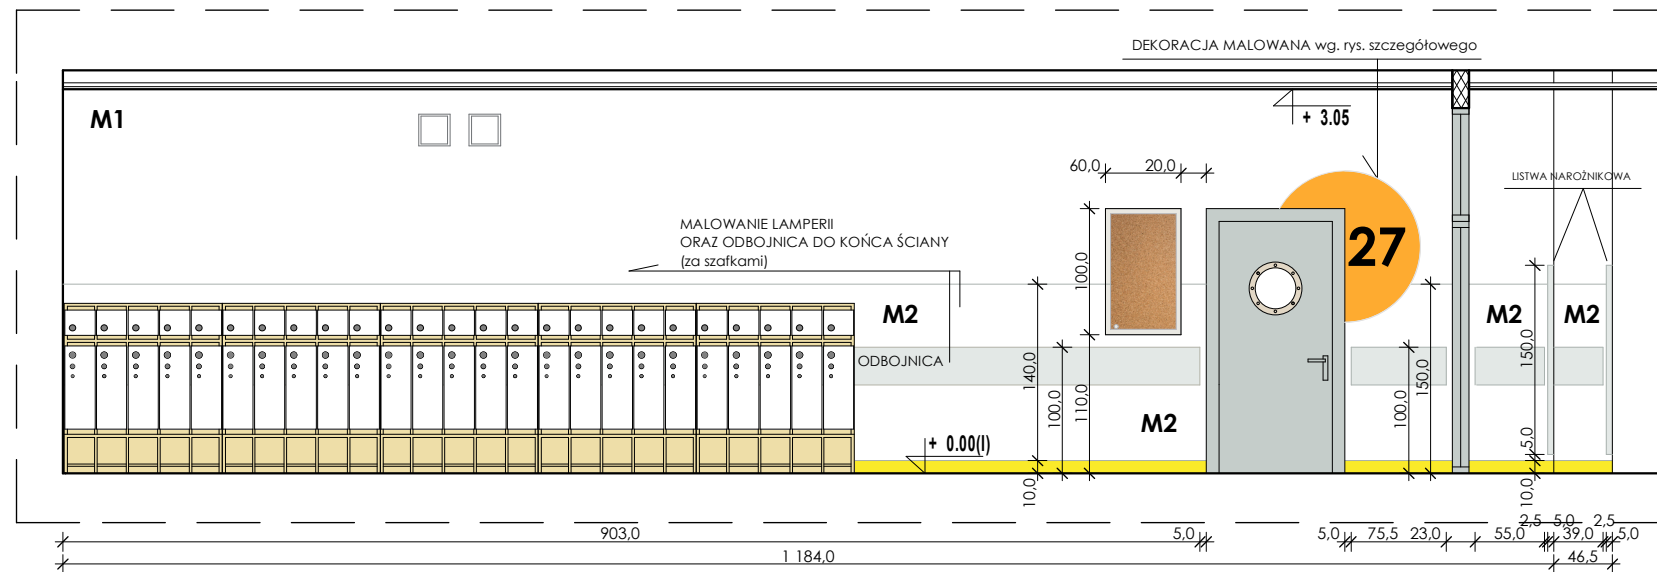 DEKORACJA MALOWANA wg. rys. szczegółowego
M1
+ 3.05
60,0
20,0
LISTWA NAROŻNIKOWA
MALOWANIE LAMPERII
ORAZ ODBOJNICA DO KOŃCA ŚCIANY
(za szafkami)
27
100,0
M2
M2
M2
ODBOJNICA
140,0
100,0
110,0
100,0
150,0
150,0
M2
+ 0.00(I)
5,0
10,0
10,0
903,0
5,0
5,0
75,5
23,0
55,0
2,5
5,0
39,0
2,5
5,0
1 184,0
46,5